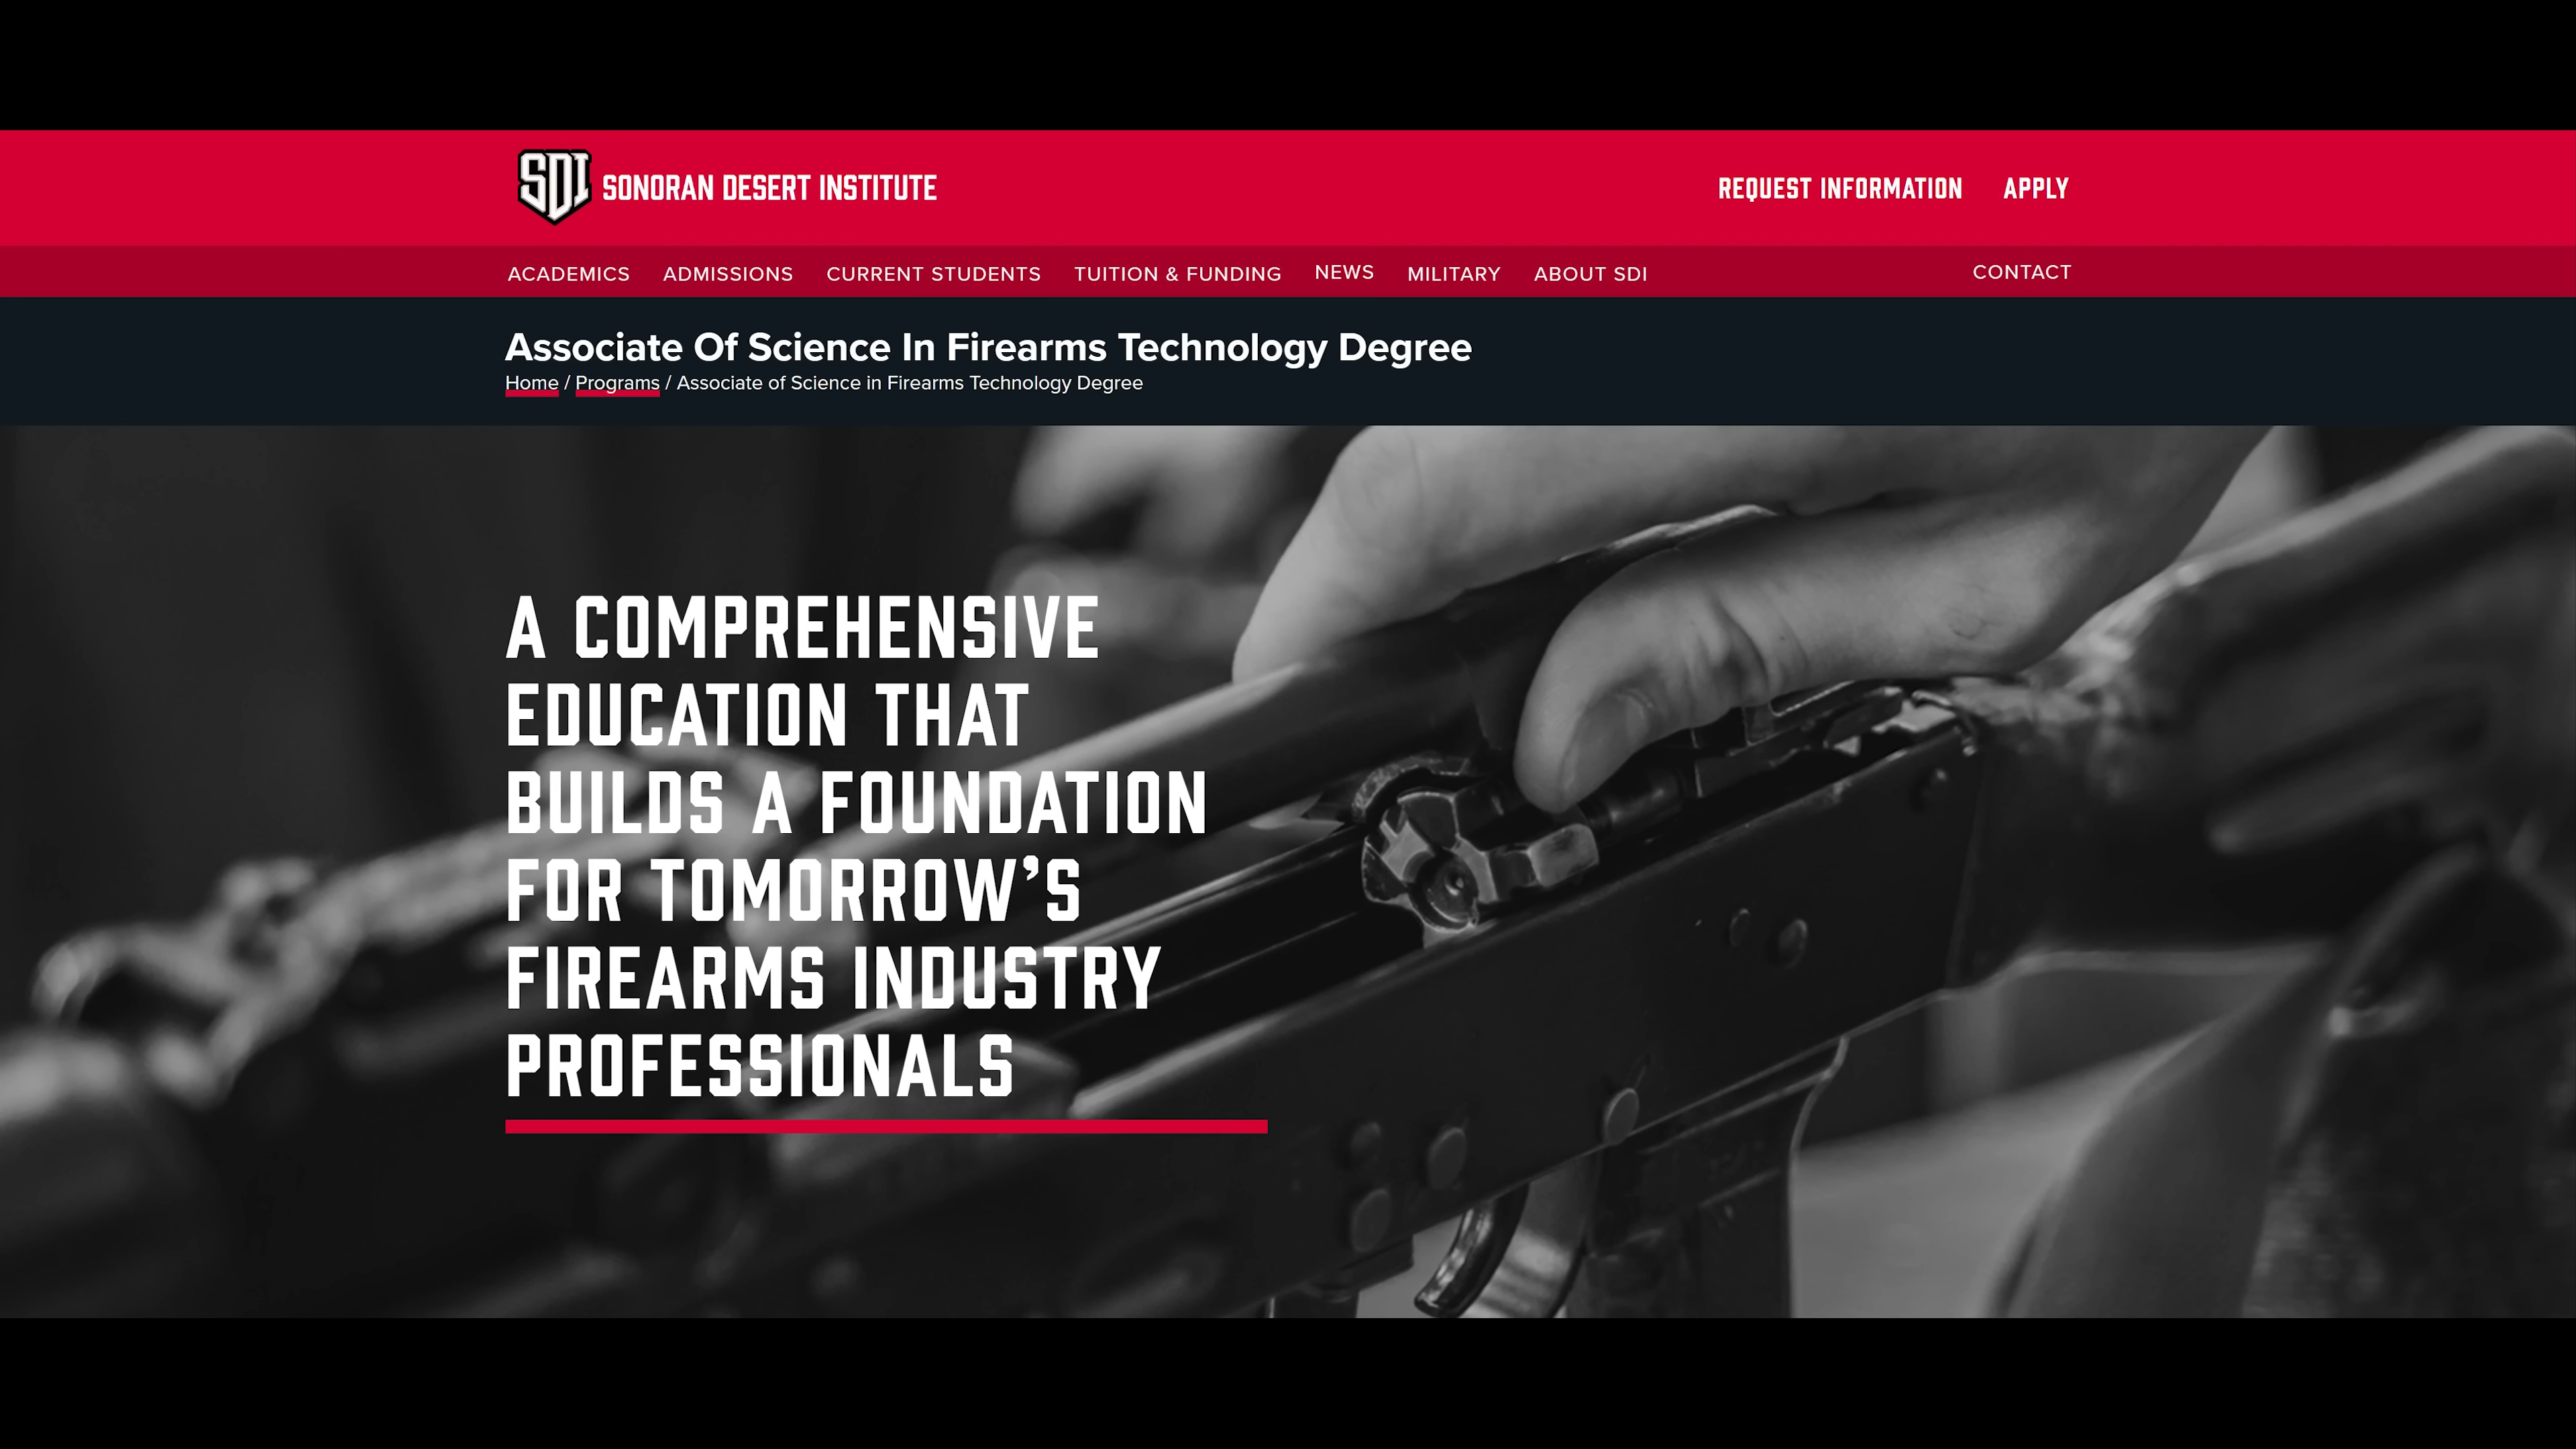 SDI SONORAN DESERT INSTITUTE
REQUEST INFORMATION APPLY
ACADEMICS ADMISSIONS CURRENT STUDENTS TUITION & FUNDING NEWS MILITARY ABOUT SDI CONTACT
Associate Of Science In Firearms Technology Degree
Home / Programs / Associate of Science in Firearms Technology Degree
A COMPREHENSIVE
EDUCATION THAT
BUILDS A FOUNDATION
FOR TOMORROW’S
FIREARMS INDUSTRY
PROFESSIONALS